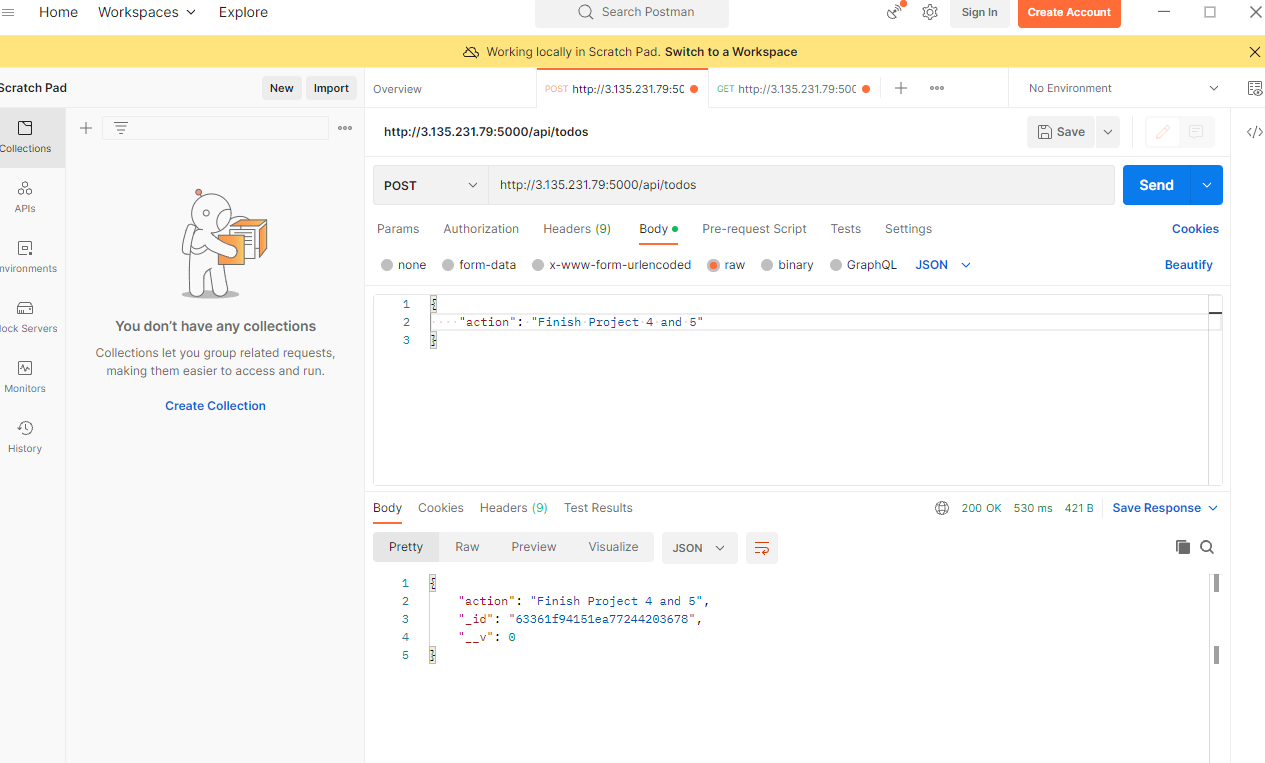 Home Workspaces Explore Search Postman Sign In Create Account
Working locally in Scratch Pad. Switch to a Workspace
Scratch Pad New Import Overview POST http://3.135.231.79:50 GET http://3.135.231.79:500 No Environment
http://3.135.231.79:5000/api/todos Save
Collections
APIs
nvironments
ock Servers
Monitors
History
You don't have any collections
Collections let you group related requests,
making them easier to access and run.
Create Collection
POST http://3.135.231.79:5000/api/todos Send
Params Authorization Headers (9) Body Pre-request Script Tests Settings Cookies
none form-data x-www-form-urlencoded raw binary GraphQL JSON Beautify
1 {
2 "action": "Finish Project 4 and 5"
3 }
Body Cookies Headers (9) Test Results 200 OK 530 ms 421 B Save Response
Pretty Raw Preview Visualize JSON
1 {
2 "action": "Finish Project 4 and 5",
3 "_id": "63361f94151ea77244203678",
4 "__v": 0
5 }